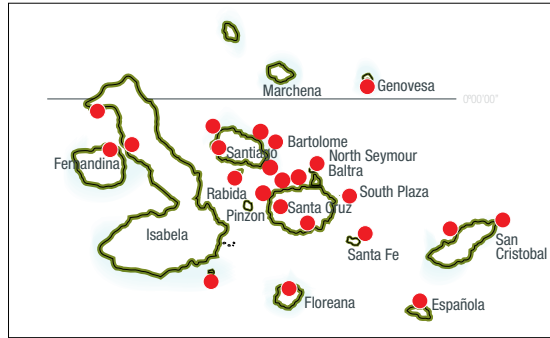 Marchena
Genovesa
0°00'00"
Bartolome
Santiago
North Seymour
Baltra
Fernandina
South Plaza
Rabida
Pinzon
Santa Cruz
Isabela
Santa Fe
San
Cristobal
Floreana
Española